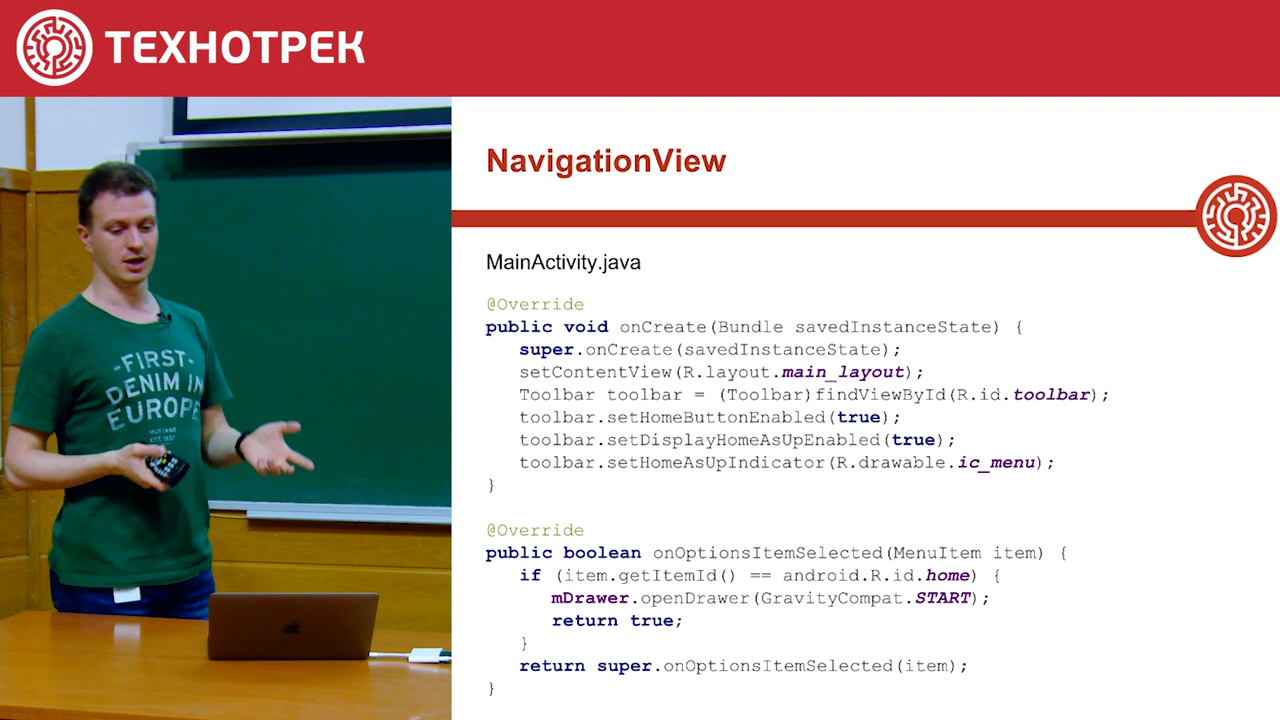 ТЕХНОТРЕК
NavigationView
MainActivity.java
@Override
public void onCreate(Bundle savedInstanceState) {
super.onCreate(savedInstanceState);
setContentView(R.layout.main_layout);
Toolbar toolbar = (Toolbar)findViewById(R.id.toolbar);
toolbar.setHomeButtonEnabled(true);
toolbar.setDisplayHomeAsUpEnabled(true);
toolbar.setHomeAsUpIndicator(R.drawable.ic_menu);
}
@Override
public boolean onOptionsItemSelected(MenuItem item) {
if (item.getItemId() == android.R.id.home) {
mDrawer.openDrawer(GravityCompat.START);
return true;
}
return super.onOptionsItemSelected(item);
}
-FIRST-
DENIM IN
EUROPE
MUSTANG
EST. 1932